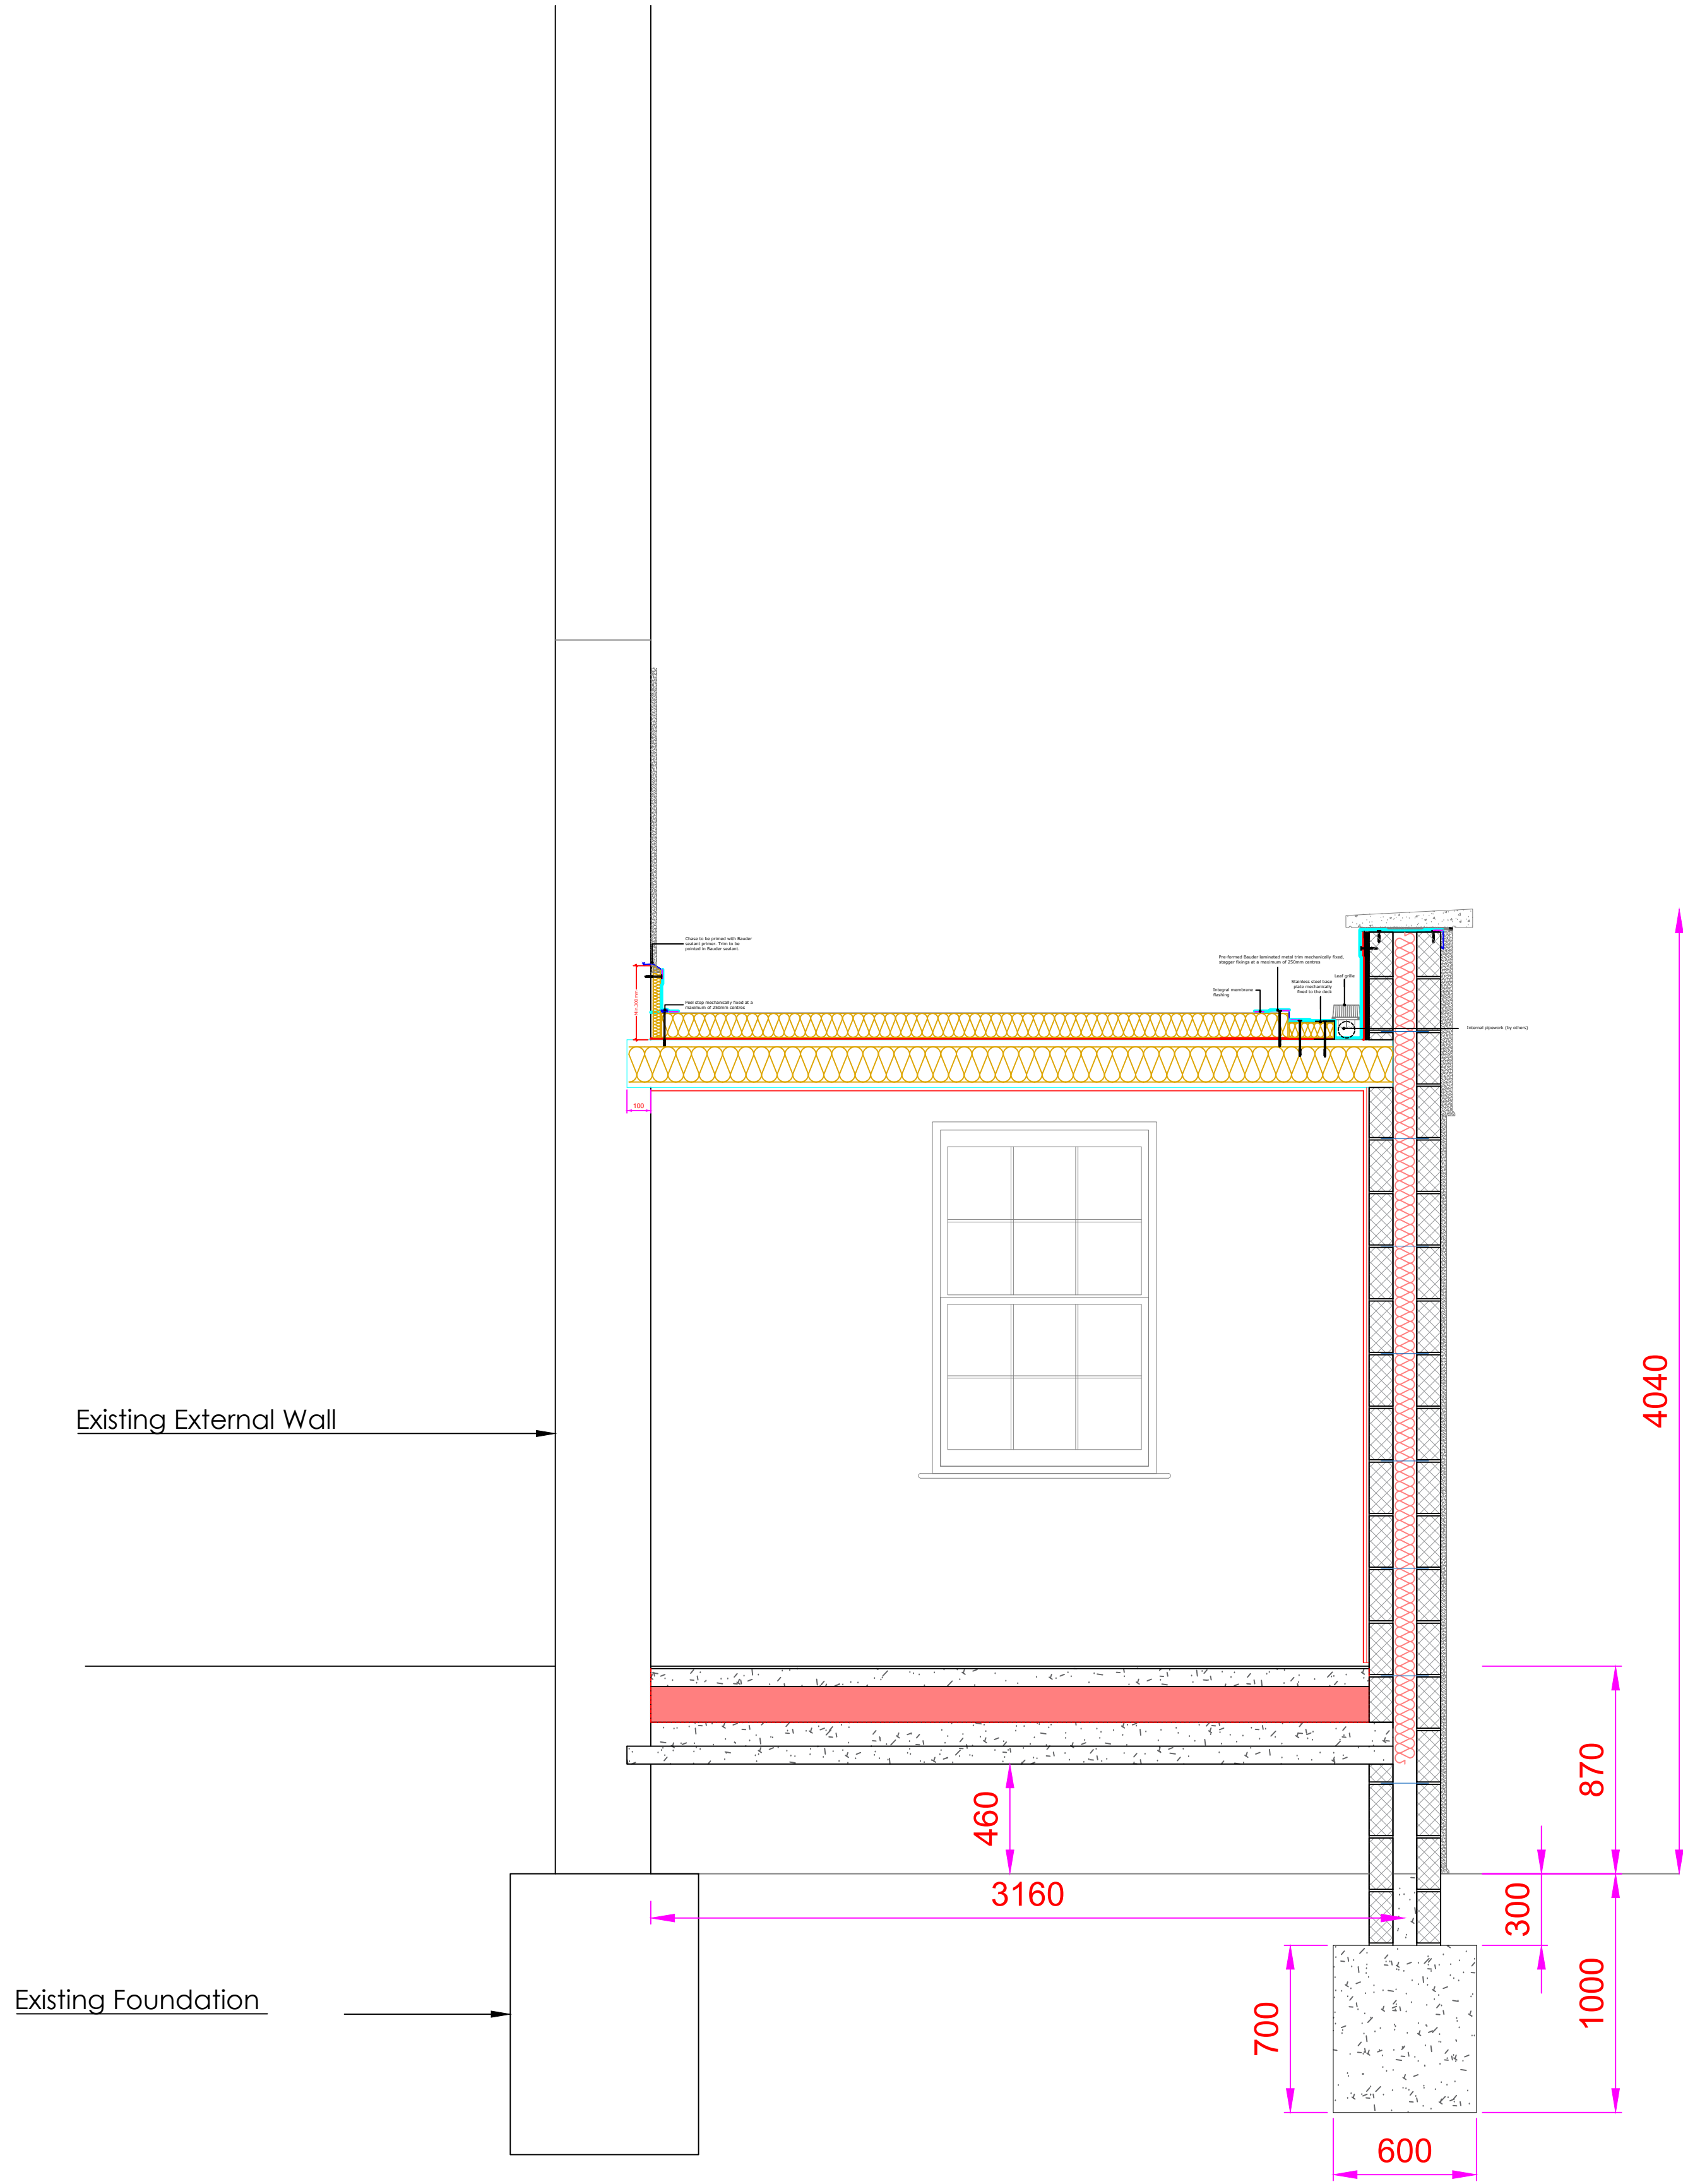 Chase to be primed with Bauder
sealant primer. Trim to be
pointed in Bauder sealant.
Pre-formed Bauder laminated metal trim mechanically fixed,
stagger fixings at a maximum of 250mm centres
Leaf grille
Stainless steel base
plate mechanically
fixed to the deck
Integral membrane
flashing
Peel stop mechanically fixed at a
maximum of 250mm centres
Internal pipework (by others)
100
4040
Existing External Wall
870
460
3160
300
Existing Foundation
1000
700
600